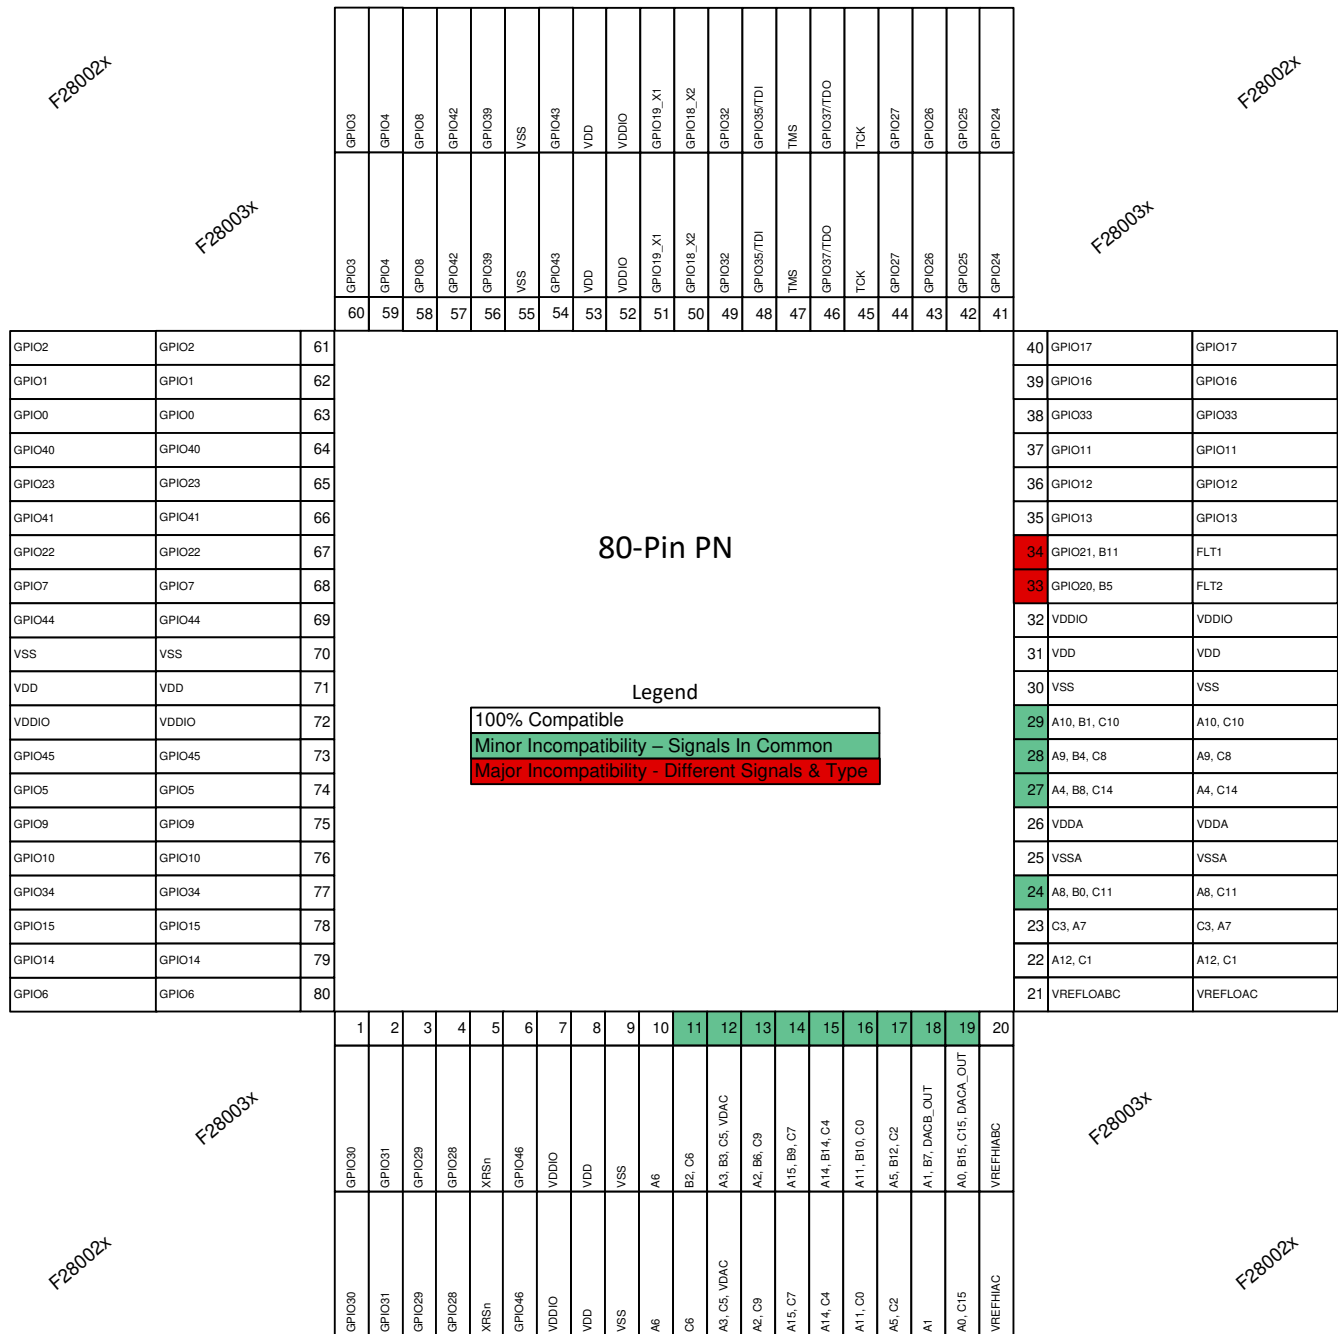 F28002x
F28002x
F28003x
F28003x
GPIO3 GPIO4 GPIO8 GPIO42 GPIO39 VSS GPIO43 VDD VDDIO GPIO19_X1 GPIO18_X2 GPIO32 GPIO35/TDI TMS GPIO37/TDO TCK GPIO27 GPIO26 GPIO25 GPIO24
GPIO3 GPIO4 GPIO8 GPIO42 GPIO39 VSS GPIO43 VDD VDDIO GPIO19_X1 GPIO18_X2 GPIO32 GPIO35/TDI TMS GPIO37/TDO TCK GPIO27 GPIO26 GPIO25 GPIO24
60 59 58 57 56 55 54 53 52 51 50 49 48 47 46 45 44 43 42 41
GPIO2 GPIO2 61
GPIO1 GPIO1 62
GPIO0 GPIO0 63
GPIO40 GPIO40 64
GPIO23 GPIO23 65
GPIO41 GPIO41 66
GPIO22 GPIO22 67
GPIO7 GPIO7 68
GPIO44 GPIO44 69
VSS VSS 70
VDD VDD 71
VDDIO VDDIO 72
GPIO45 GPIO45 73
GPIO5 GPIO5 74
GPIO9 GPIO9 75
GPIO10 GPIO10 76
GPIO34 GPIO34 77
GPIO15 GPIO15 78
GPIO14 GPIO14 79
GPIO6 GPIO6 80
80-Pin PN
Legend
100% Compatible
Minor Incompatibility – Signals In Common
Major Incompatibility - Different Signals & Type
40 GPIO17 GPIO17
39 GPIO16 GPIO16
38 GPIO33 GPIO33
37 GPIO11 GPIO11
36 GPIO12 GPIO12
35 GPIO13 GPIO13
34 GPIO21, B11 FLT1
33 GPIO20, B5 FLT2
32 VDDIO VDDIO
31 VDD VDD
30 VSS VSS
29 A10, B1, C10 A10, C10
28 A9, B4, C8 A9, C8
27 A4, B8, C14 A4, C14
26 VDDA VDDA
25 VSSA VSSA
24 A8, B0, C11 A8, C11
23 C3, A7 C3, A7
22 A12, C1 A12, C1
21 VREFLOABC VREFLOAC
1 2 3 4 5 6 7 8 9 10 11 12 13 14 15 16 17 18 19 20
GPIO30 GPIO31 GPIO29 GPIO28 XRSn GPIO46 VDDIO VDD VSS A6 B2, C6 A3, B3, C5, VDAC A2, B6, C9 A15, B9, C7 A14, B14, C4 A11, B10, C0 A5, B12, C2 A1, B7, DACB_OUT A0, B15, C15, DACA_OUT VREFHIABC
GPIO30 GPIO31 GPIO29 GPIO28 XRSn GPIO46 VDDIO VDD VSS A6 C6 A3, C5, VDAC A2, C9 A15, C7 A14, C4 A11, C0 A5, C2 A1 A0, C15 VREFHIAC
F28003x
F28003x
F28002x
F28002x